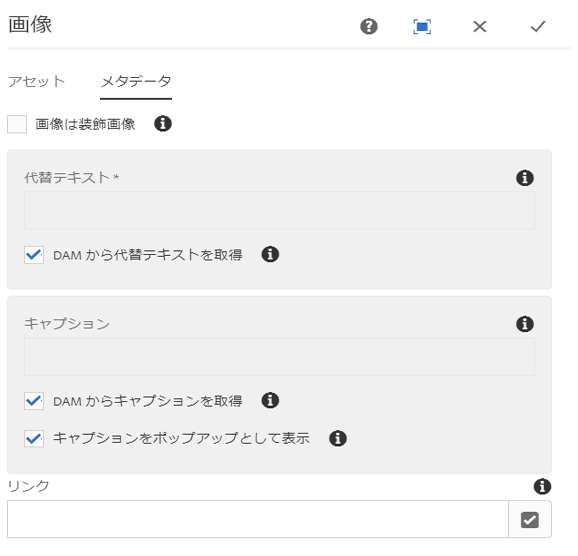 画像
アセット メタデータ
画像は装飾画像
代替テキスト *
DAM から代替テキストを取得
キャプション
DAM からキャプションを取得
キャプションをポップアップとして表示
リンク